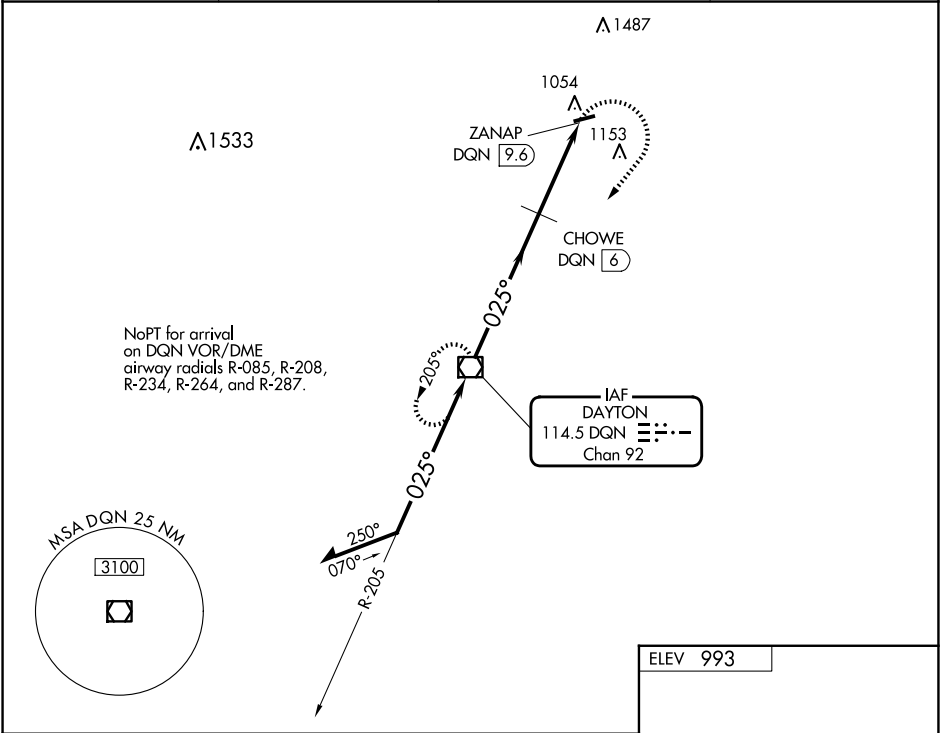 1487
1054
1533
ZANAP
DQN 9.6
1153
CHOWE
DQN 6
025°
NoPT for arrival
on DQN VOR/DME
airway radials R-085, R-208,
R-234, R-264, and R-287.
205°
IAF
DAYTON
114.5 DQN
Chan 92
025°
MSA DQN 25 NM
3100
250°
070°
R-205
ELEV 993